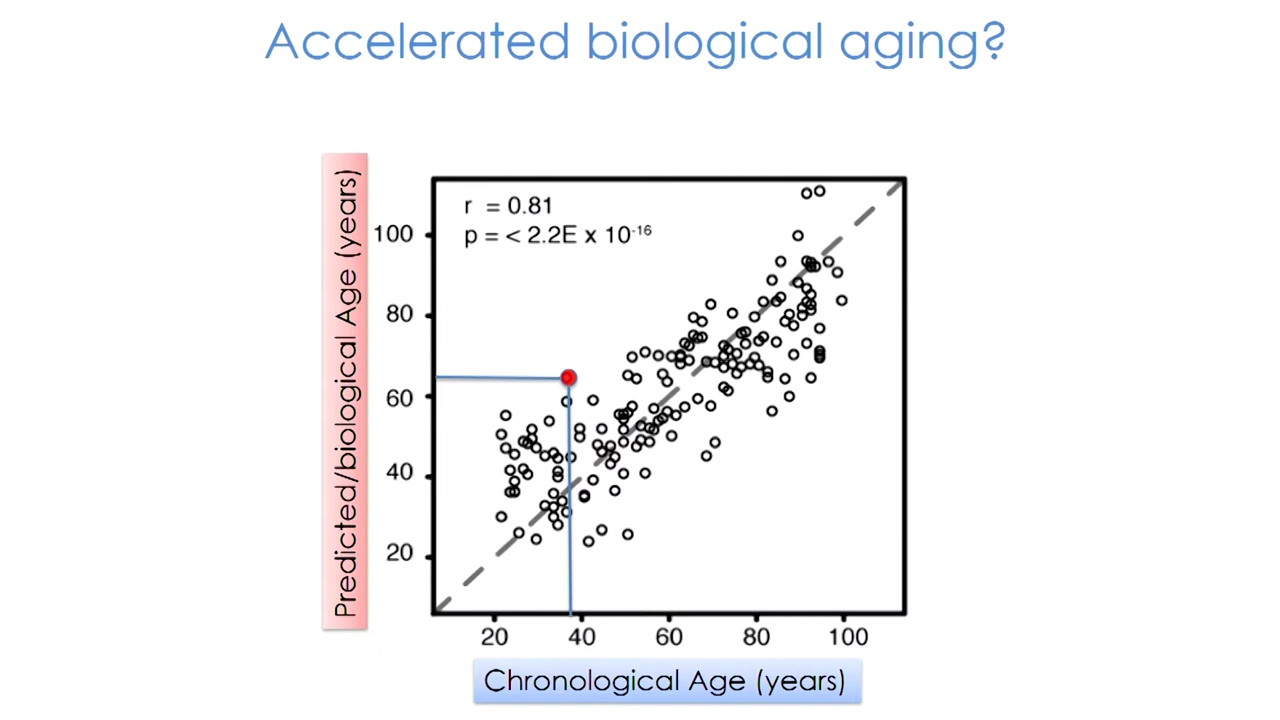 Accelerated biological aging?
Predicted/biological Age (years)
r = 0.81
p = < 2.2E x 10-16
100
80
60
40
20
20 40 60 80 100
Chronological Age (years)